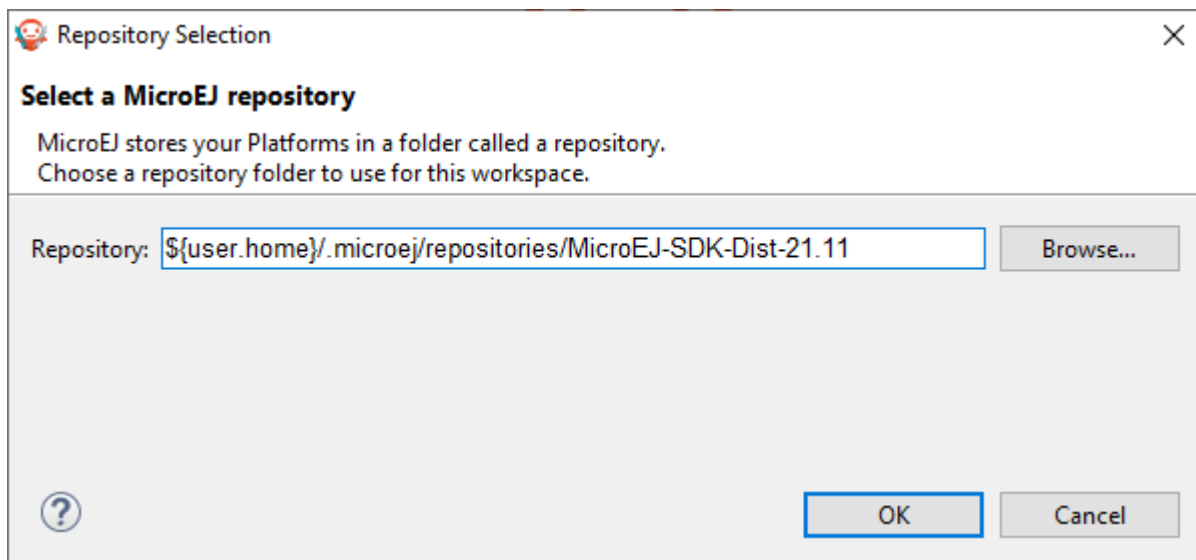 Repository Selection
Select a MicroEJ repository
MicroEJ stores your Platforms in a folder called a repository.
Choose a repository folder to use for this workspace.
Repository: ${user.home}/.microej/repositories/MicroEJ-SDK-Dist-21.11 Browse...
? OK Cancel